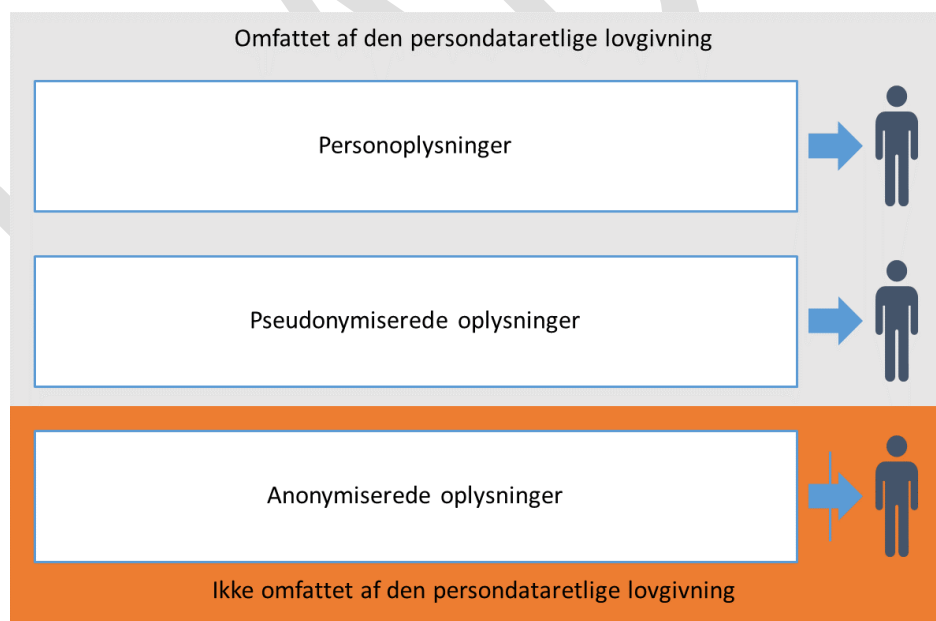 Omfattet af den persondataretlige lovgivning
Personoplysninger
Pseudonymiserede oplysninger
Anonymiserede oplysninger
Ikke omfattet af den persondataretlige lovgivning